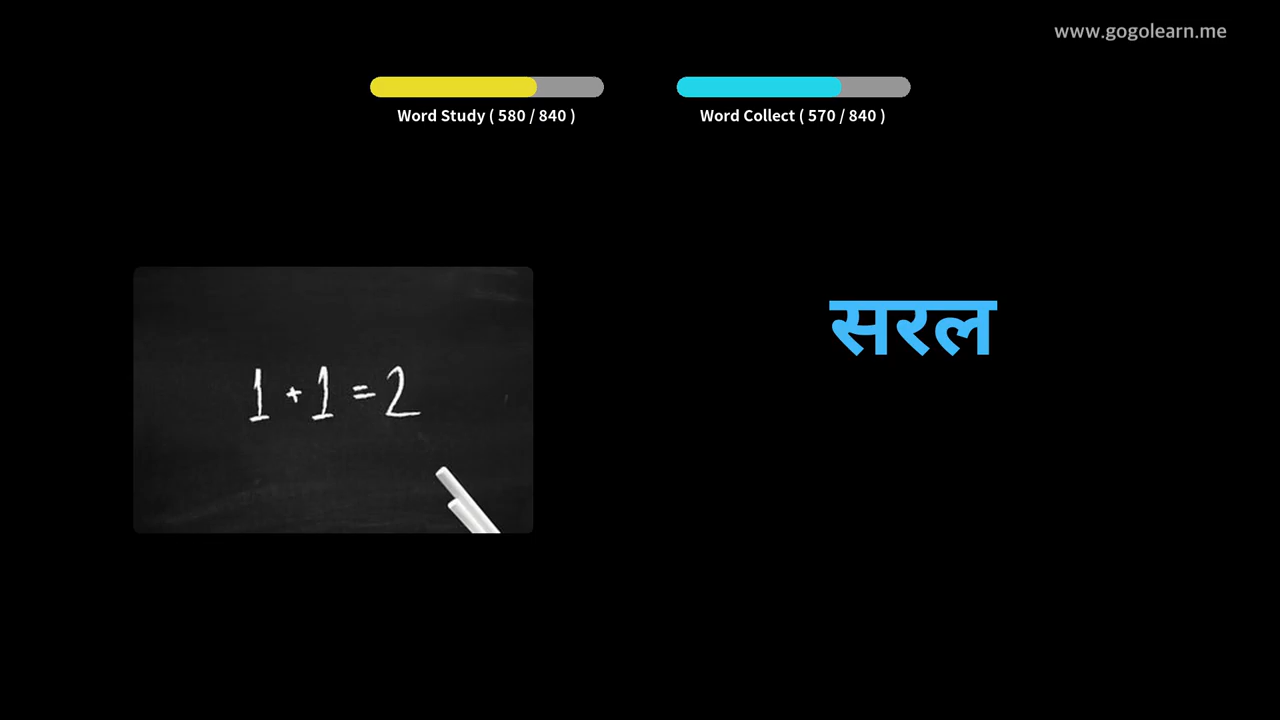 www.gogolearn.me
Word Study ( 580 / 840 )
Word Collect ( 570 / 840 )
सरल
1 + 1 = 2